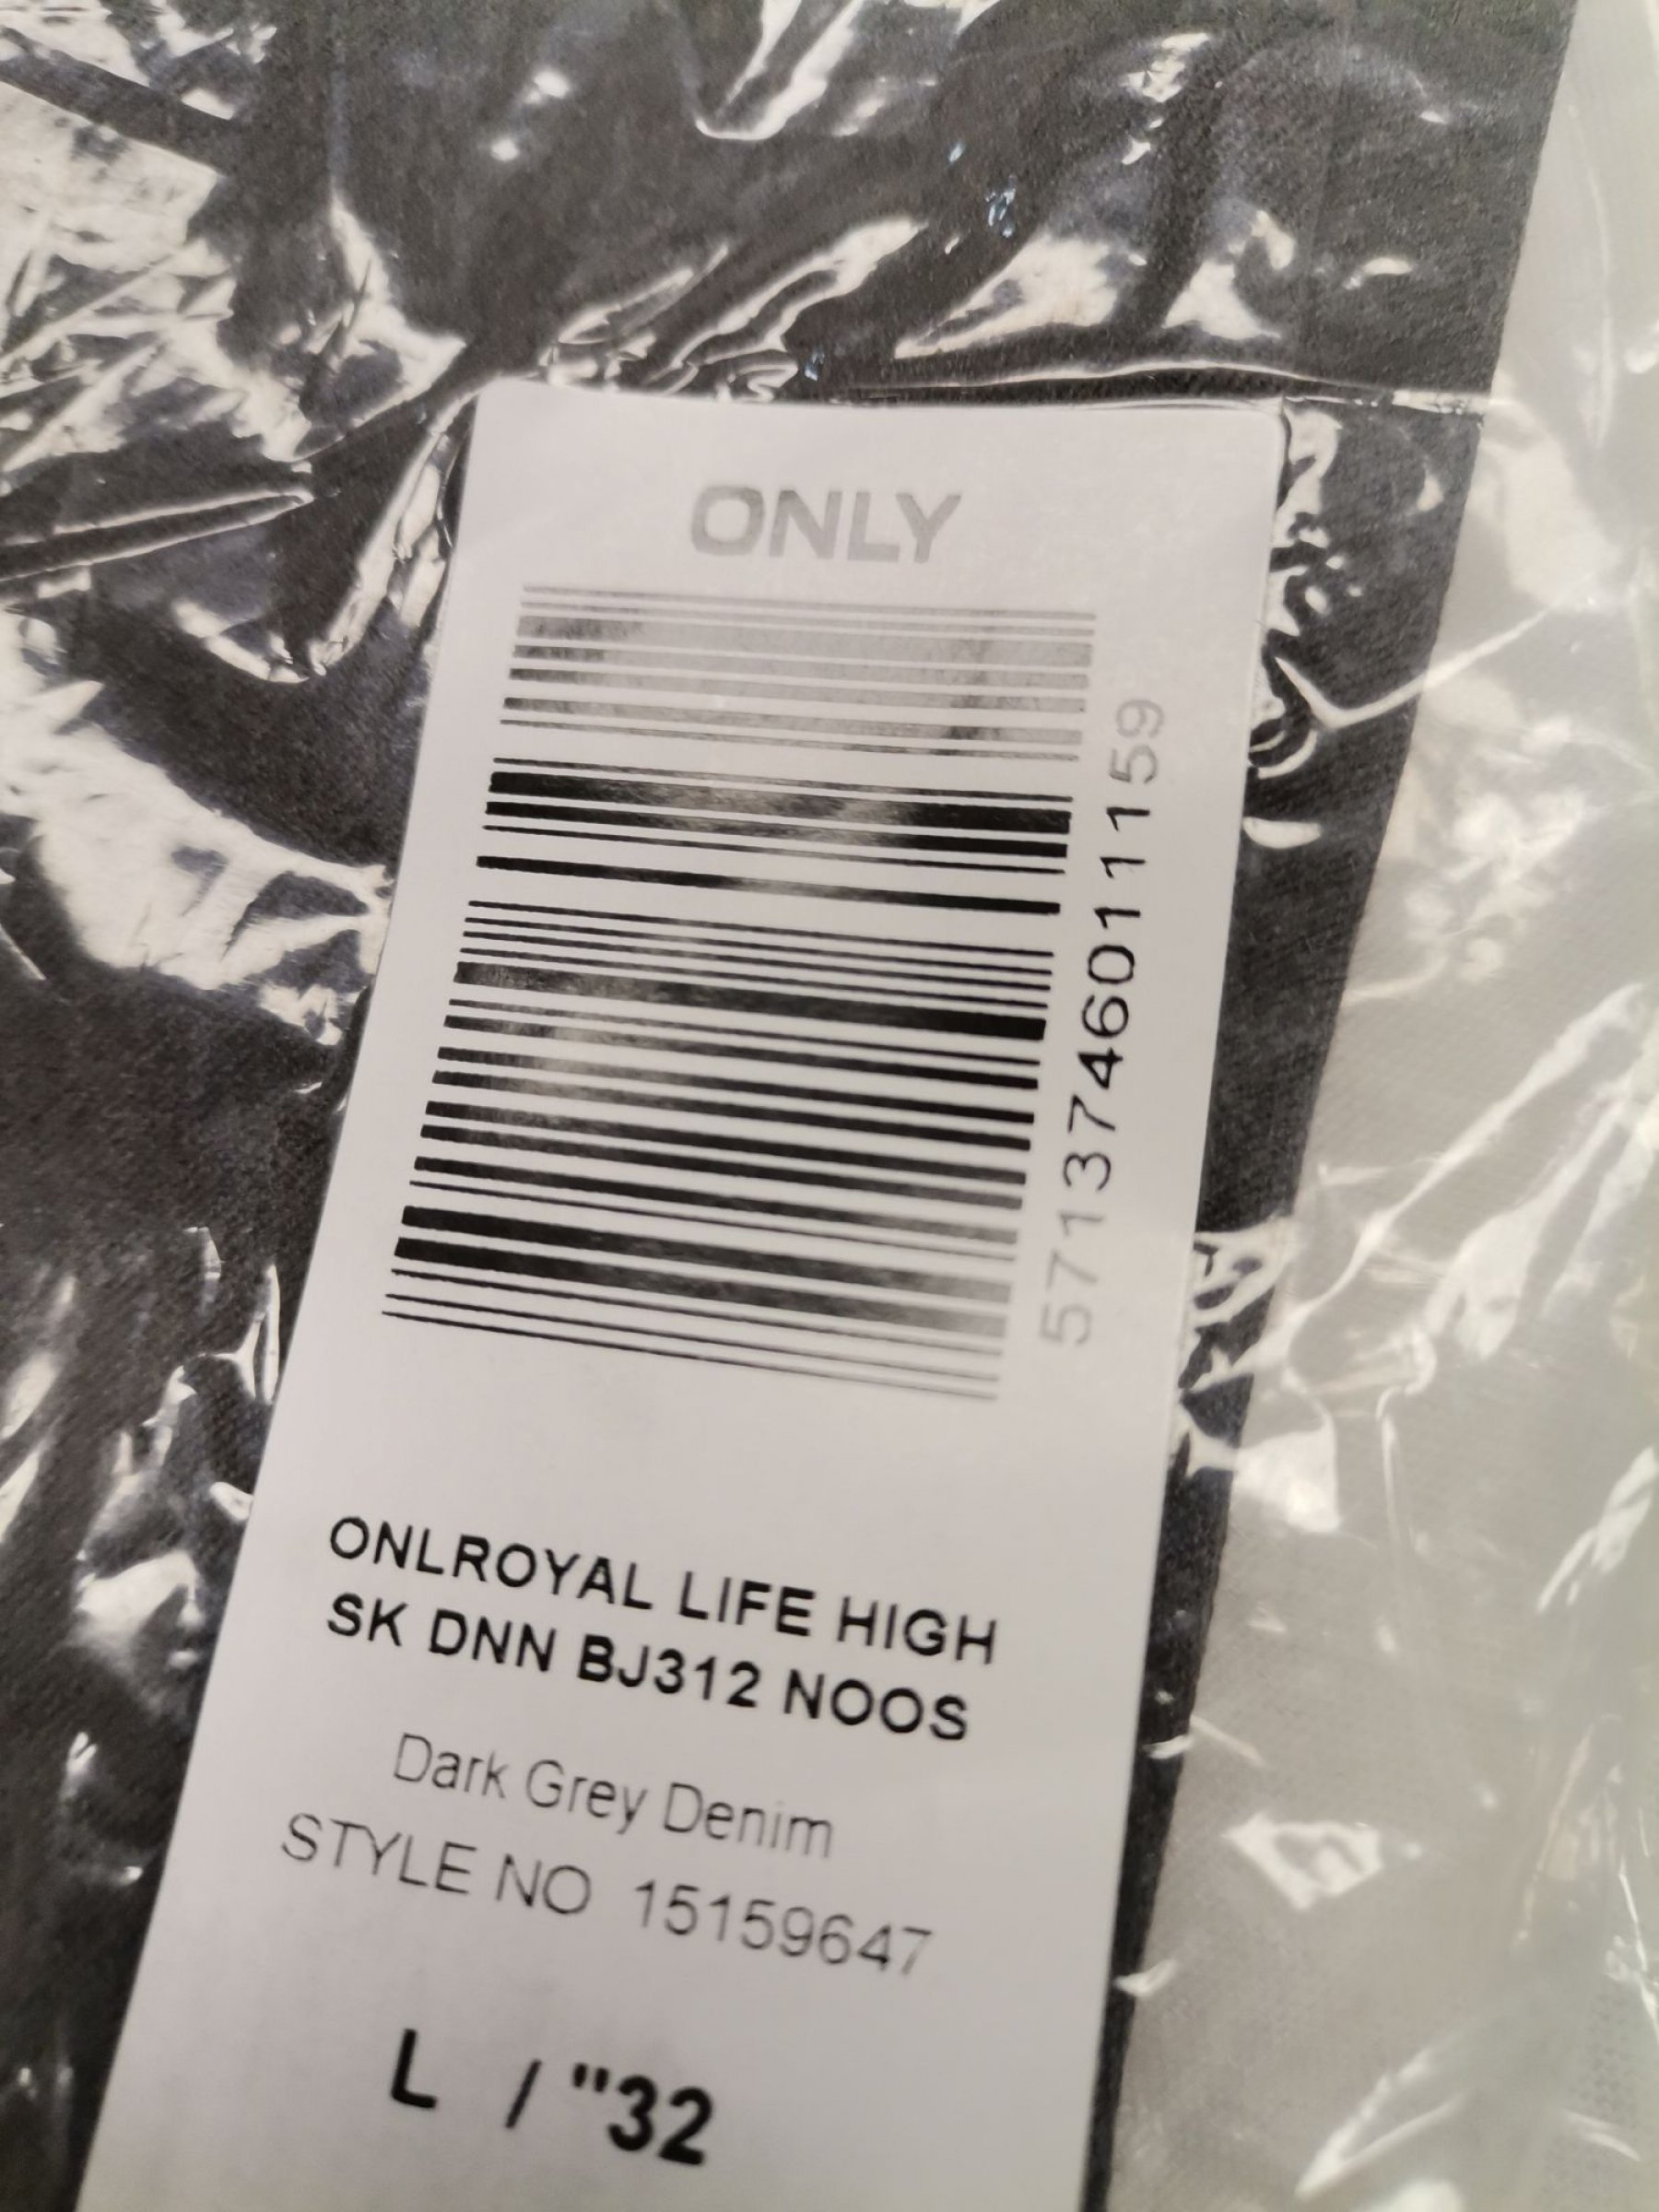 ONLY
5713746011159
ONLROYAL LIFE HIGH
SK DNN BJ312 NOOS
Dark Grey Denim
STYLE NO 15159647
L / "32